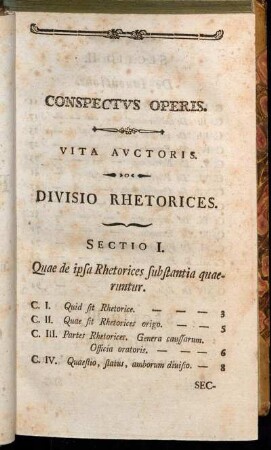 CONSPECTVS OPERIS.
VITA AVCTORIS.
DIVISIO RHETORICES.
SECTIO I.
Quae de ipſa Rhetorices ſubſtantia quae-
runtur.
C. I. Quid ſit Rhetorice. — — — 3
C. II. Quae ſit Rhetorices origo. — — 5
C. III. Partes Rhetorices. Genera cauſſarum.
Officia oratoris. — — — 6
C. IV. Quaeſtio, ſtatus, amborum diuiſio. — 8
SEC-